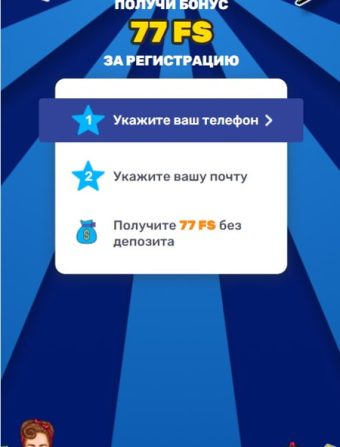 ПОЛУЧИ БОНУС
77 FS
ЗА РЕГИСТРАЦИЮ
1 Укажите ваш телефон
2 Укажите вашу почту
$ Получите 77 FS без
депозита